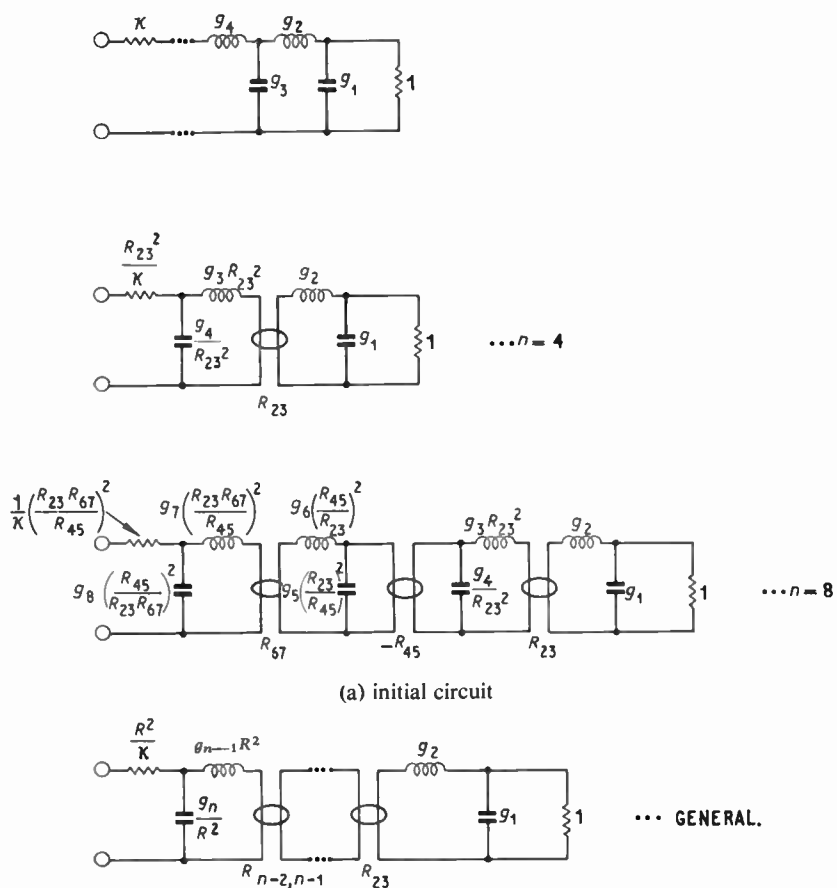 K g₄ g₂
g₃ g₁ 1
R₂₃²/K g₃R₂₃² g₂
g₄/R₂₃² g₁ 1 •••n = 4
R₂₃
1/K (R₂₃R₆₇/R₄₅)² g₇(R₂₃R₆₇/R₄₅)² g₆(R₄₅/R₂₃)² g₃R₂₃² g₂
g₈(R₄₅/R₂₃R₆₇)² g₅(R₂₃/R₄₅)² g₄/R₂₃² g₁ 1 •••n = 8
R₆₇ –R₄₅ R₂₃
(a) initial circuit
R²/K gₙ₋₁R² g₂
gₙ/R² g₁ 1 ••• GENERAL.
Rₙ₋₂,ₙ₋₁ R₂₃